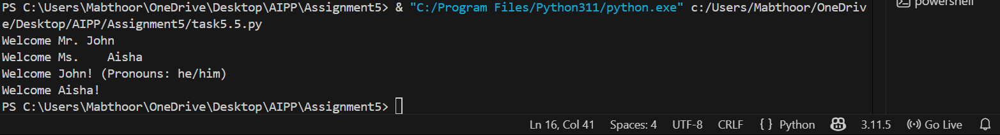 PS C:\Users\Mabthoor\OneDrive\Desktop\AIPP\Assignment5> & "C:/Program Files/Python311/python.exe" c:/Users/Mabthoor/OneDriv
e/Desktop/AIPP/Assignment5/task5.5.py
Welcome Mr. John
Welcome Ms.    Aisha
Welcome John! (Pronouns: he/him)
Welcome Aisha!
PS C:\Users\Mabthoor\OneDrive\Desktop\AIPP\Assignment5>
powershell
Ln 16, Col 41 Spaces: 4 UTF-8 CRLF {} Python 3.11.5 Go Live